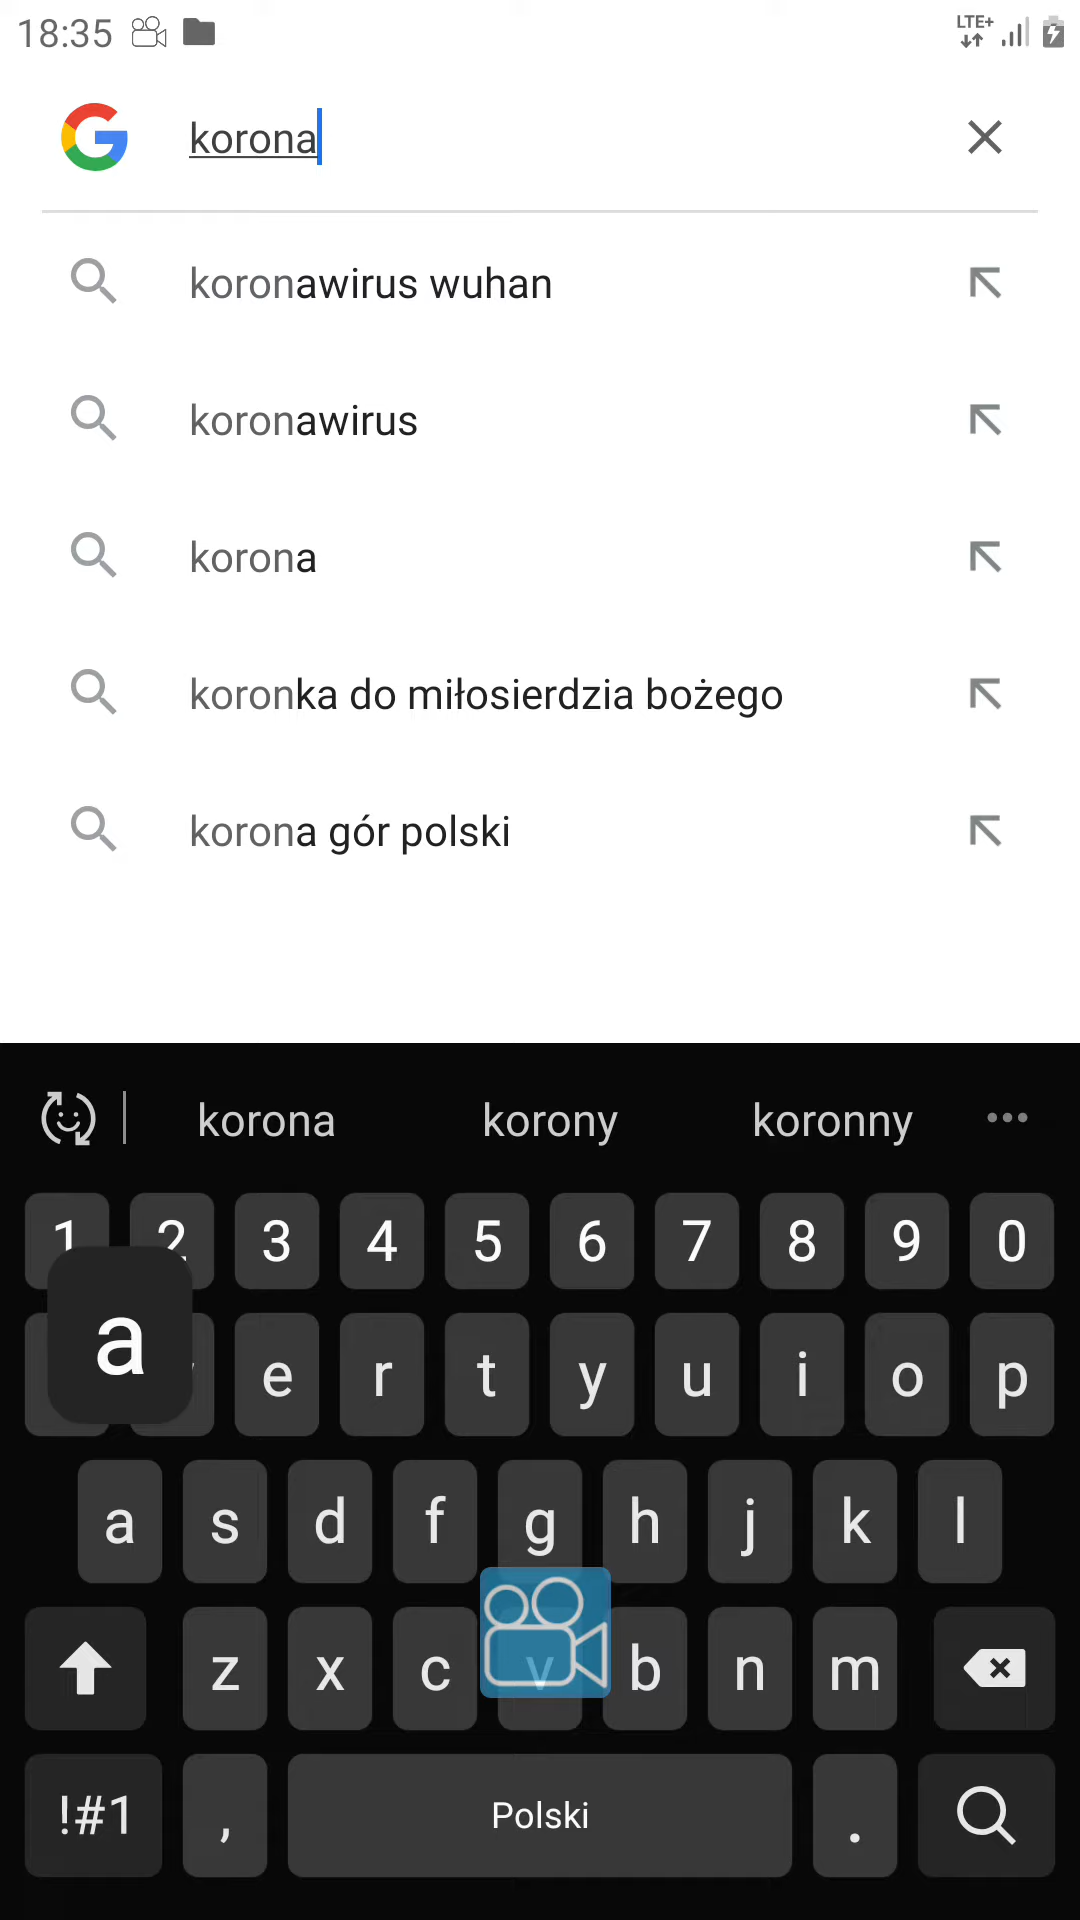 18:35 LTE+
korona
koronawirus wuhan
koronawirus
korona
koronka do miłosierdzia bożego
korona gór polski
korona korony koronny
1 2 3 4 5 6 7 8 9 0
a e r t y u i o p
a s d f g h j k l
z x c v b n m
!#1 , Polski .